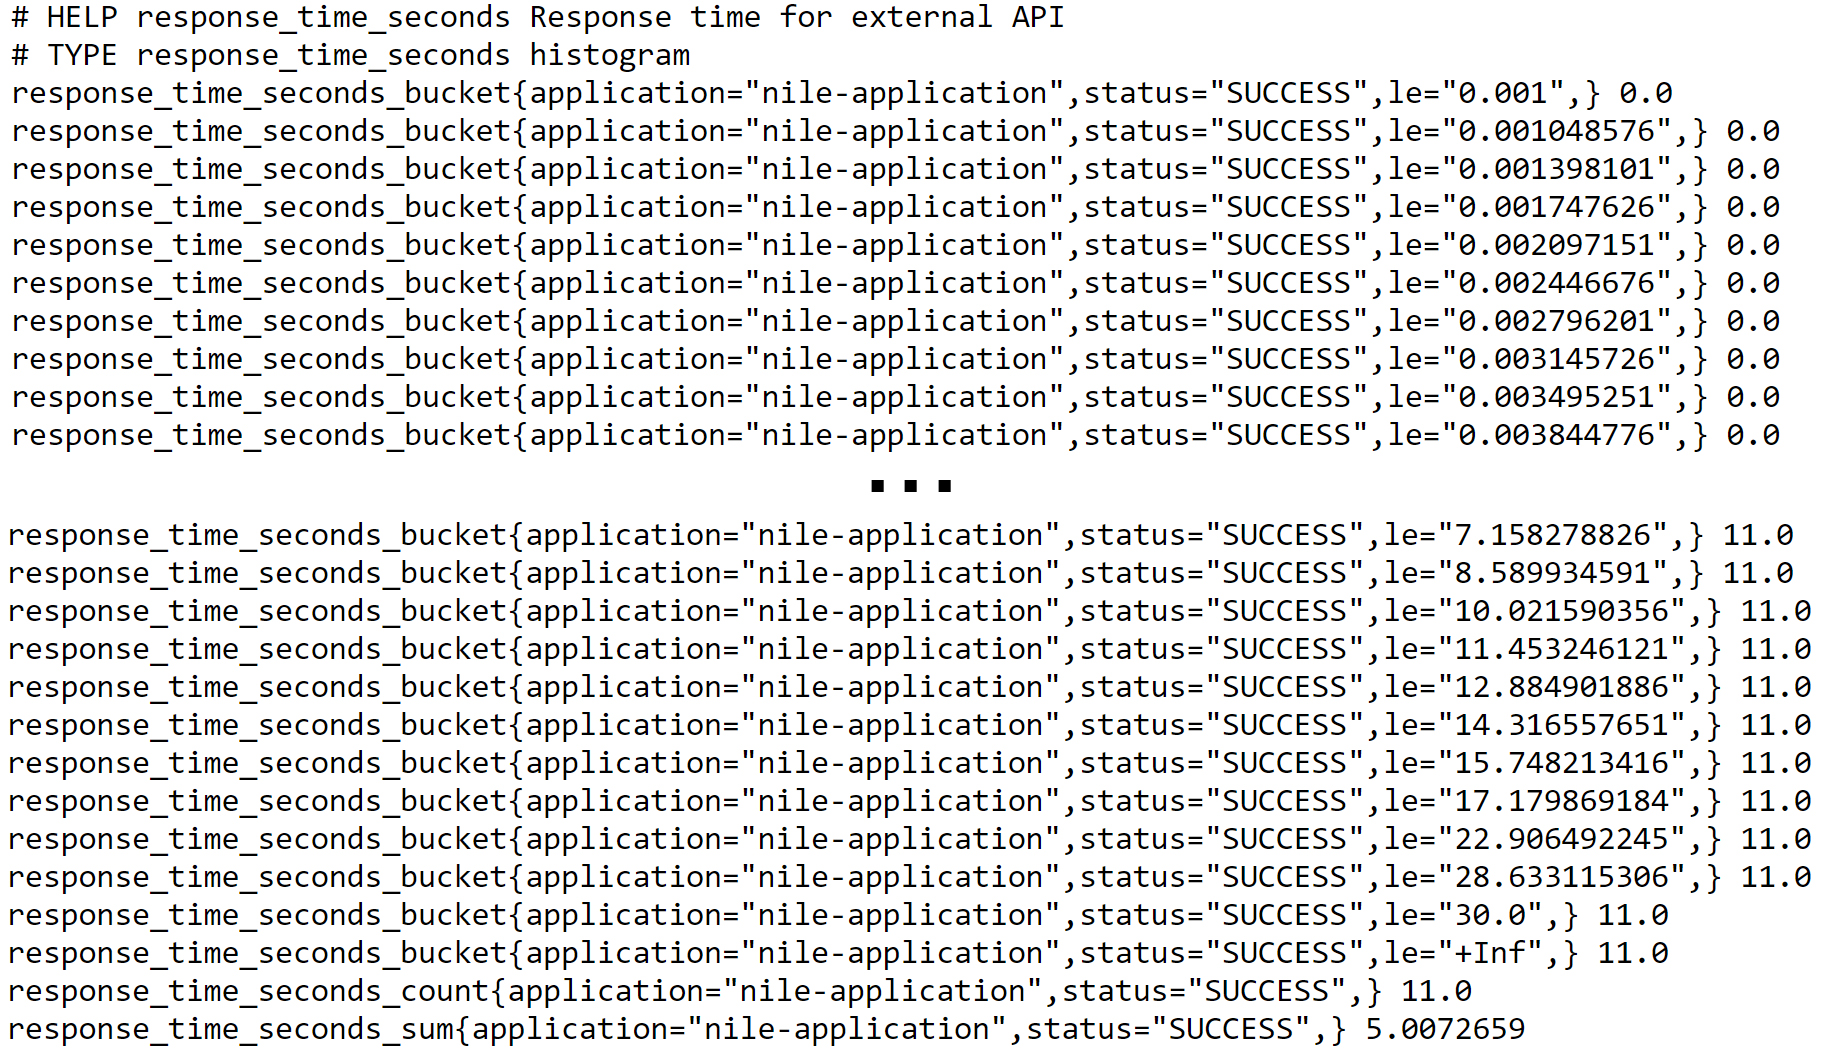 # HELP response_time_seconds Response time for external API
# TYPE response_time_seconds histogram
response_time_seconds_bucket{application="nile-application",status="SUCCESS",le="0.001",} 0.0
response_time_seconds_bucket{application="nile-application",status="SUCCESS",le="0.001048576",} 0.0
response_time_seconds_bucket{application="nile-application",status="SUCCESS",le="0.001398101",} 0.0
response_time_seconds_bucket{application="nile-application",status="SUCCESS",le="0.001747626",} 0.0
response_time_seconds_bucket{application="nile-application",status="SUCCESS",le="0.002097151",} 0.0
response_time_seconds_bucket{application="nile-application",status="SUCCESS",le="0.002446676",} 0.0
response_time_seconds_bucket{application="nile-application",status="SUCCESS",le="0.002796201",} 0.0
response_time_seconds_bucket{application="nile-application",status="SUCCESS",le="0.003145726",} 0.0
response_time_seconds_bucket{application="nile-application",status="SUCCESS",le="0.003495251",} 0.0
response_time_seconds_bucket{application="nile-application",status="SUCCESS",le="0.003844776",} 0.0
...
response_time_seconds_bucket{application="nile-application",status="SUCCESS",le="7.158278826",} 11.0
response_time_seconds_bucket{application="nile-application",status="SUCCESS",le="8.589934591",} 11.0
response_time_seconds_bucket{application="nile-application",status="SUCCESS",le="10.021590356",} 11.0
response_time_seconds_bucket{application="nile-application",status="SUCCESS",le="11.453246121",} 11.0
response_time_seconds_bucket{application="nile-application",status="SUCCESS",le="12.884901886",} 11.0
response_time_seconds_bucket{application="nile-application",status="SUCCESS",le="14.316557651",} 11.0
response_time_seconds_bucket{application="nile-application",status="SUCCESS",le="15.748213416",} 11.0
response_time_seconds_bucket{application="nile-application",status="SUCCESS",le="17.179869184",} 11.0
response_time_seconds_bucket{application="nile-application",status="SUCCESS",le="22.906492245",} 11.0
response_time_seconds_bucket{application="nile-application",status="SUCCESS",le="28.633115306",} 11.0
response_time_seconds_bucket{application="nile-application",status="SUCCESS",le="30.0",} 11.0
response_time_seconds_bucket{application="nile-application",status="SUCCESS",le="+Inf",} 11.0
response_time_seconds_count{application="nile-application",status="SUCCESS",} 11.0
response_time_seconds_sum{application="nile-application",status="SUCCESS",} 5.0072659